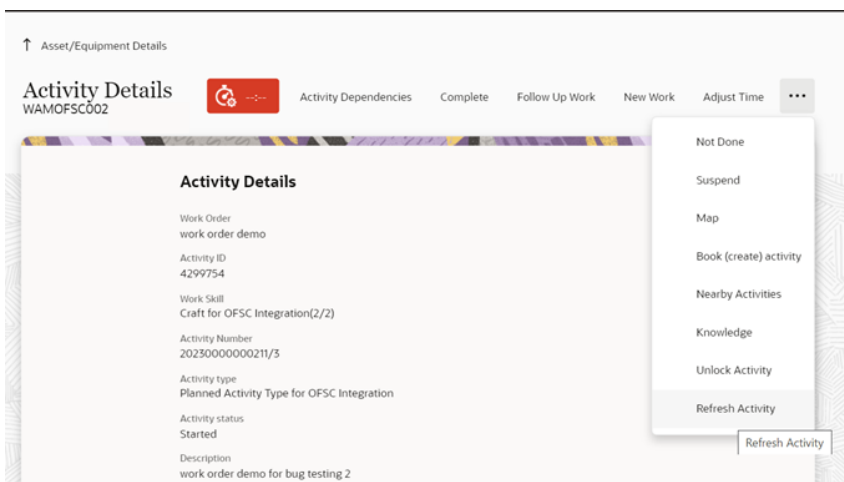 ↑ Asset/Equipment Details
Activity Details
WAMOFSC002
--:-- Activity Dependencies Complete Follow Up Work New Work Adjust Time ...
Not Done
Suspend
Map
Book (create) activity
Nearby Activities
Knowledge
Unlock Activity
Refresh Activity
Refresh Activity
Activity Details
Work Order
work order demo
Activity ID
4299754
Work Skill
Craft for OFSC Integration(2/2)
Activity Number
20230000000211/3
Activity type
Planned Activity Type for OFSC Integration
Activity status
Started
Description
work order demo for bug testing 2